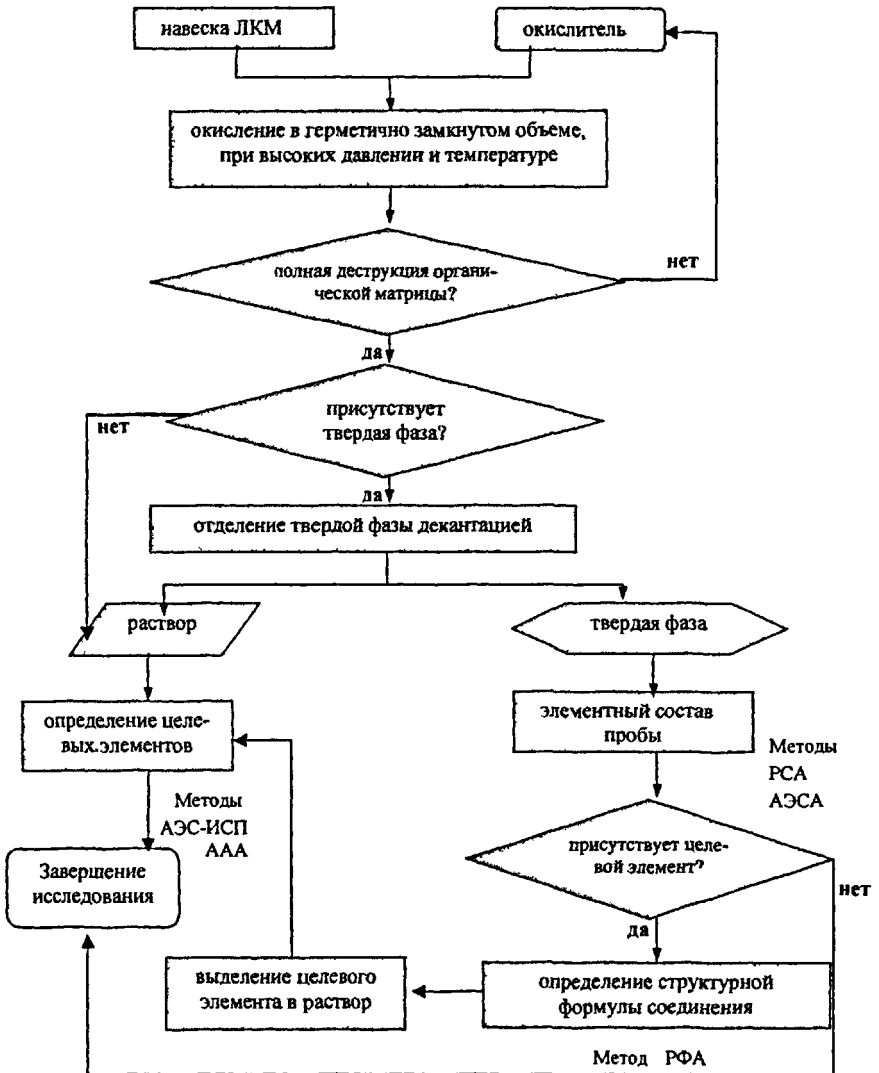 навеска ЛКМ
окислитель
окисление в герметично замкнутом объеме,
при высоких давлении и температуре
полная деструкция органи-
ческой матрицы?
нет
да
присутствует
твердая фаза?
нет
да
отделение твердой фазы декантацией
раствор
твердая фаза
определение целе-
вых.элементов
элементный состав
пробы
Методы
РСА
АЭСА
Методы
АЭС-ИСП
ААА
присутствует целе-
вой элемент?
нет
Завершение
исследования
да
выделение целевого
элемента в раствор
определение структурной
формулы соединения
Метод РФА